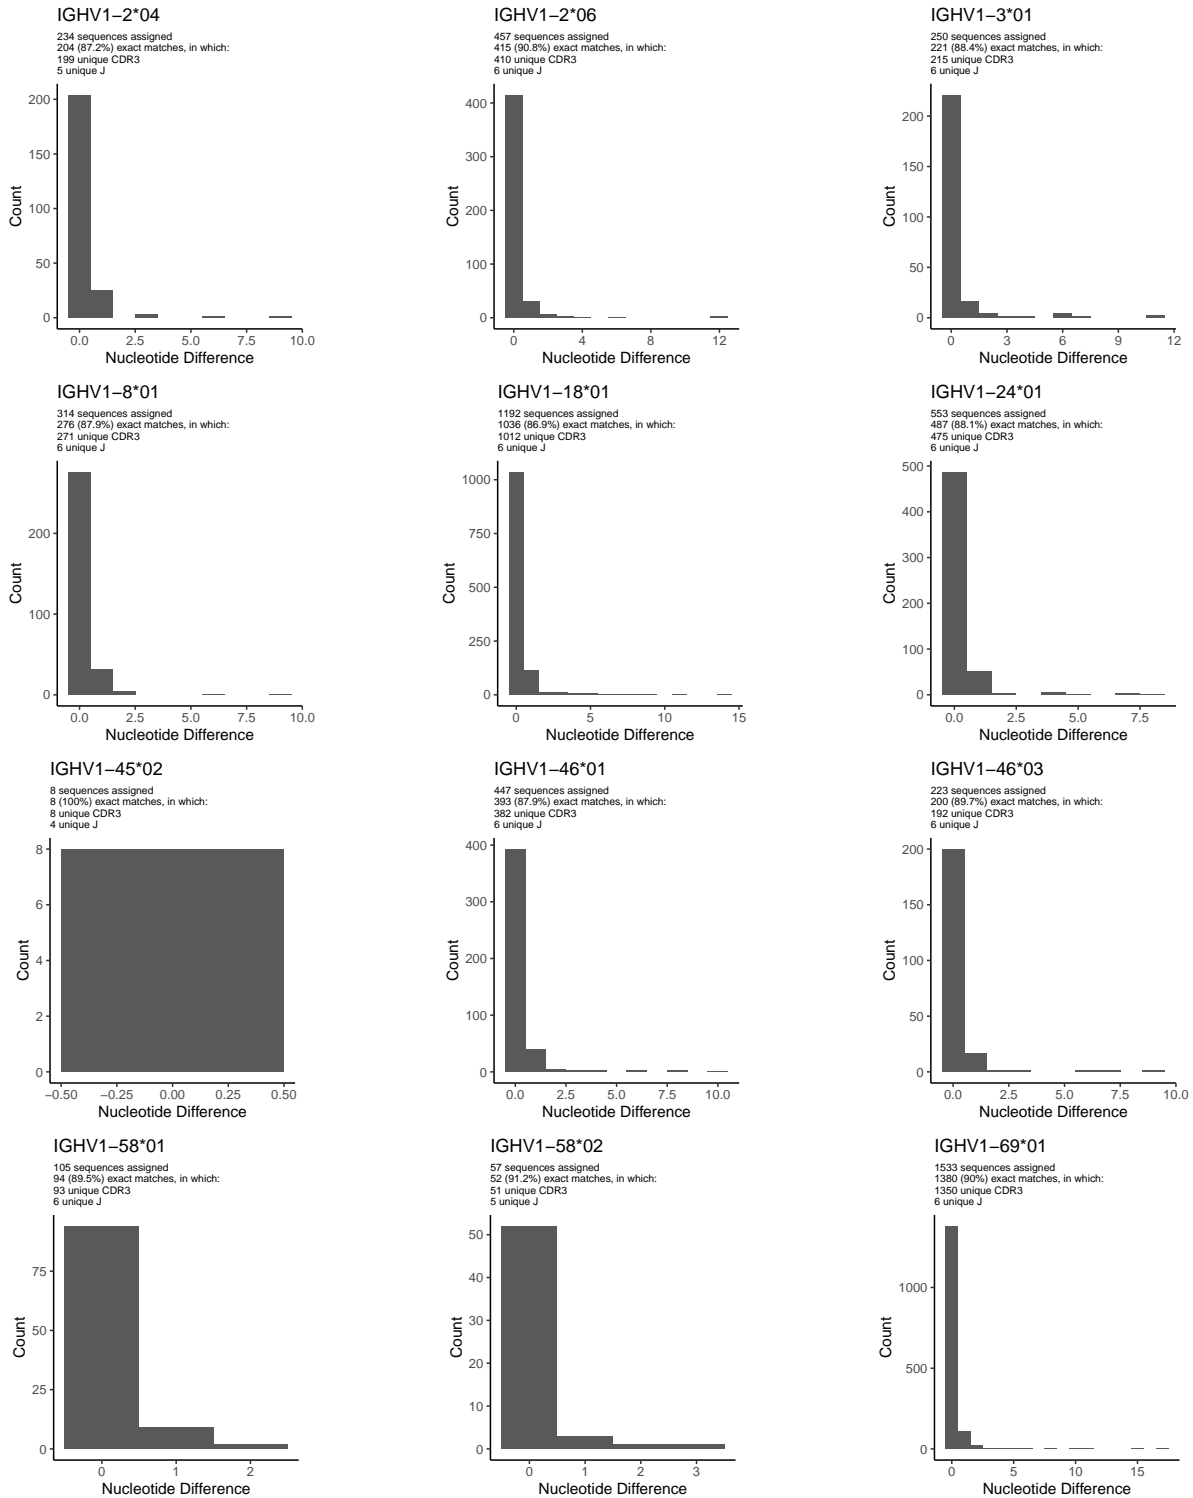 IGHV1−2*04
234 sequences assigned
204 (87.2%) exact matches, in which:
199 unique CDR3
5 unique J
200
150
100
50
0
Count
0.0 2.5 5.0 7.5 10.0
Nucleotide Difference
IGHV1−2*06
457 sequences assigned
415 (90.8%) exact matches, in which:
410 unique CDR3
6 unique J
400
300
200
100
0
Count
0 4 8 12
Nucleotide Difference
IGHV1−3*01
250 sequences assigned
221 (88.4%) exact matches, in which:
215 unique CDR3
6 unique J
200
150
100
50
0
Count
0 3 6 9 12
Nucleotide Difference
IGHV1−8*01
314 sequences assigned
276 (87.9%) exact matches, in which:
271 unique CDR3
6 unique J
200
100
0
Count
0.0 2.5 5.0 7.5 10.0
Nucleotide Difference
IGHV1−18*01
1192 sequences assigned
1036 (86.9%) exact matches, in which:
1012 unique CDR3
6 unique J
1000
750
500
250
0
Count
0 5 10 15
Nucleotide Difference
IGHV1−24*01
553 sequences assigned
487 (88.1%) exact matches, in which:
475 unique CDR3
6 unique J
500
400
300
200
100
0
Count
0.0 2.5 5.0 7.5
Nucleotide Difference
IGHV1−45*02
8 sequences assigned
8 (100%) exact matches, in which:
8 unique CDR3
4 unique J
8
6
4
2
0
Count
−0.50 −0.25 0.00 0.25 0.50
Nucleotide Difference
IGHV1−46*01
447 sequences assigned
393 (87.9%) exact matches, in which:
382 unique CDR3
6 unique J
400
300
200
100
0
Count
0.0 2.5 5.0 7.5 10.0
Nucleotide Difference
IGHV1−46*03
223 sequences assigned
200 (89.7%) exact matches, in which:
192 unique CDR3
6 unique J
200
150
100
50
0
Count
0.0 2.5 5.0 7.5 10.0
Nucleotide Difference
IGHV1−58*01
105 sequences assigned
94 (89.5%) exact matches, in which:
93 unique CDR3
6 unique J
75
50
25
0
Count
0 1 2
Nucleotide Difference
IGHV1−58*02
57 sequences assigned
52 (91.2%) exact matches, in which:
51 unique CDR3
5 unique J
50
40
30
20
10
0
Count
0 1 2 3
Nucleotide Difference
IGHV1−69*01
1533 sequences assigned
1380 (90%) exact matches, in which:
1350 unique CDR3
6 unique J
1000
500
0
Count
0 5 10 15
Nucleotide Difference